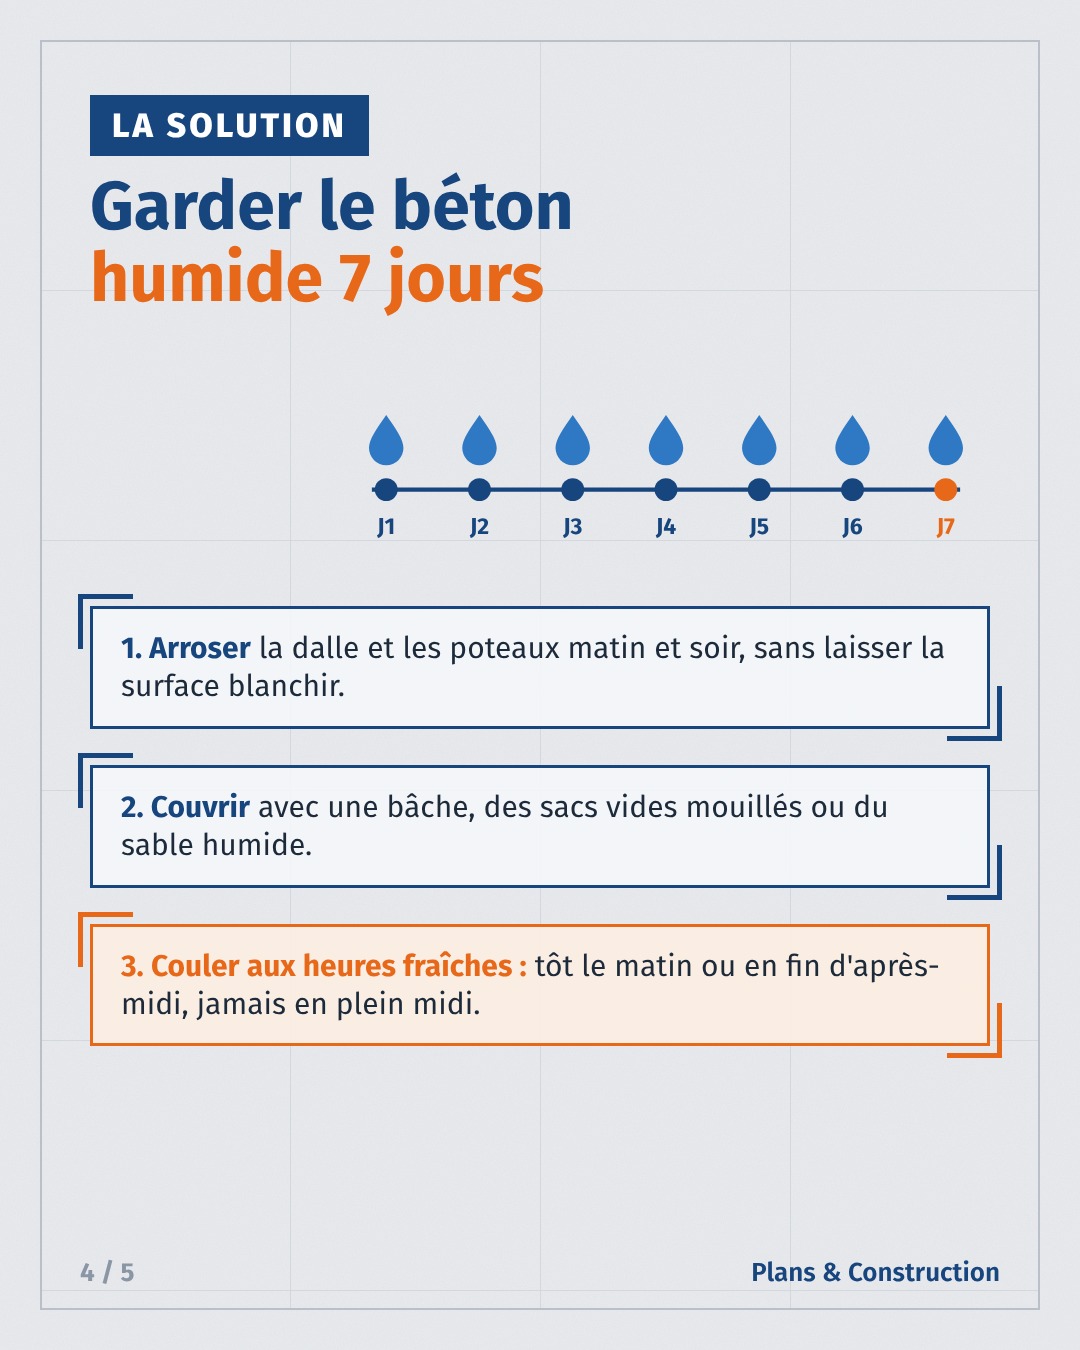 LA SOLUTION
Garder le béton
humide 7 jours
J1 J2 J3 J4 J5 J6 J7
1. Arroser la dalle et les poteaux matin et soir, sans laisser la
surface blanchir.
2. Couvrir avec une bâche, des sacs vides mouillés ou du
sable humide.
3. Couler aux heures fraîches : tôt le matin ou en fin d'après-
midi, jamais en plein midi.
4 / 5
Plans & Construction